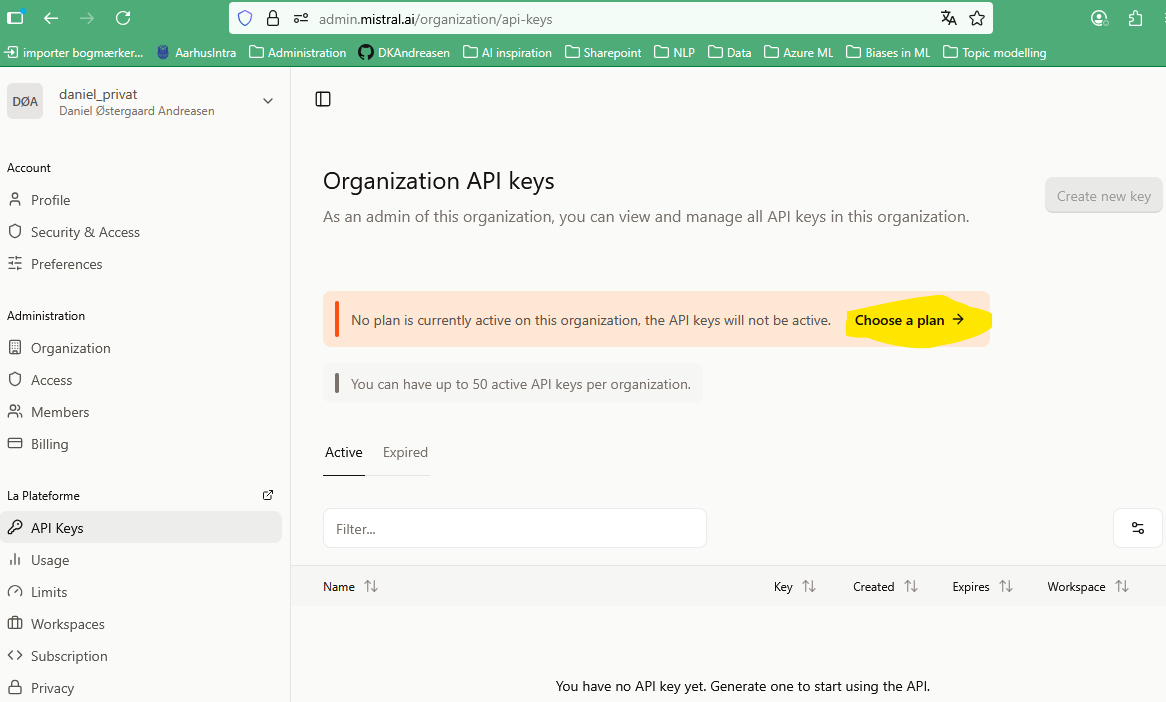 admin.mistral.ai/organization/api-keys
importer bogmærker... AarhusIntra Administration DKAndreasen AI inspiration Sharepoint NLP Data Azure ML Biases in ML Topic modelling
DØA
daniel_privat
Daniel Østergaard Andreasen
Account
Profile
Security & Access
Preferences
Administration
Organization
Access
Members
Billing
La Plateforme
API Keys
Usage
Limits
Workspaces
Subscription
Privacy
Organization API keys
As an admin of this organization, you can view and manage all API keys in this organization.
Create new key
No plan is currently active on this organization, the API keys will not be active. Choose a plan →
You can have up to 50 active API keys per organization.
Active Expired
Filter...
Name Key Created Expires Workspace
You have no API key yet. Generate one to start using the API.